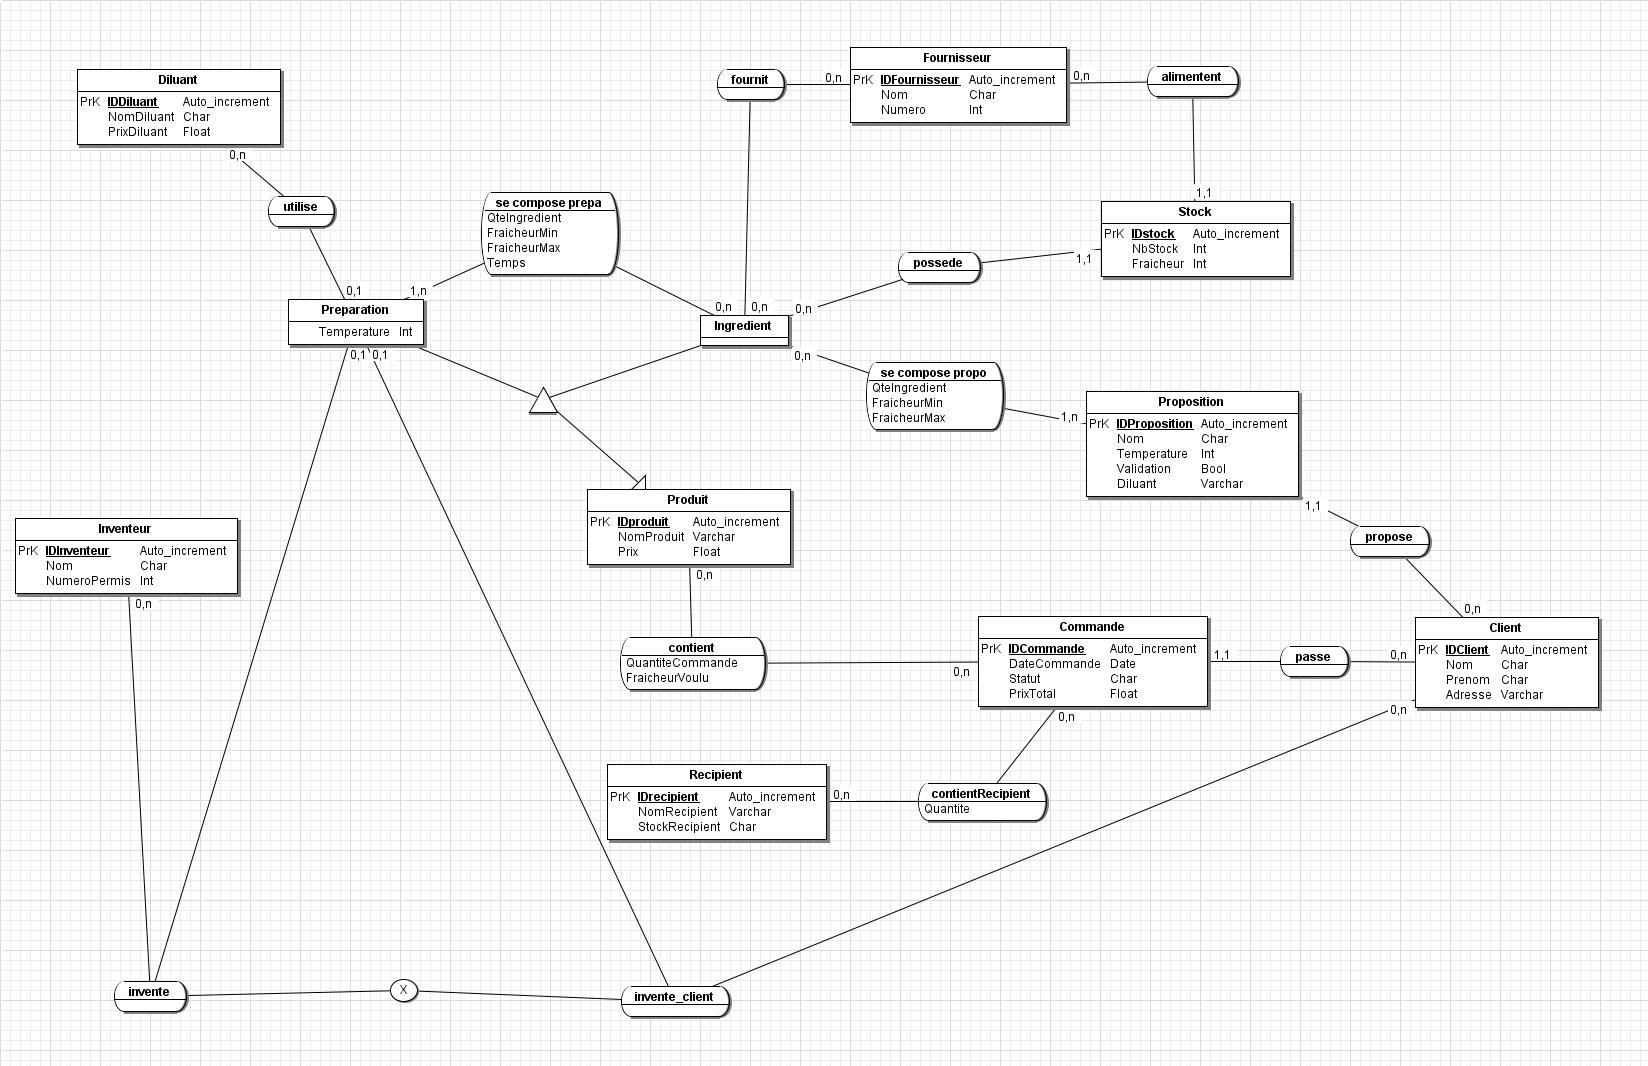 Diluant
PrK IDDiluant Auto_increment
NomDiluant Char
PrixDiluant Float
0,n
utilise
0,1
fournit
0,n
Fournisseur
PrK IDFournisseur Auto_increment
Nom Char
Numero Int
0,n
alimentent
1,1
Stock
PrK IDstock Auto_increment
NbStock Int
Fraicheur Int
se compose prepa
QteIngredient
FraicheurMin
FraicheurMax
Temps
1,n
0,n
0,n
possede
1,1
0,n
Preparation
Temperature Int
0,1
0,1
Ingredient
0,n
se compose propo
QteIngredient
FraicheurMin
FraicheurMax
1,n
Proposition
PrK IDProposition Auto_increment
Nom Char
Temperature Int
Validation Bool
Diluant Varchar
1,1
propose
0,n
Produit
PrK IDproduit Auto_increment
NomProduit Varchar
Prix Float
0,n
Inventeur
PrK IDInventeur Auto_increment
Nom Char
NumeroPermis Int
0,n
contient
QuantiteCommande
FraicheurVoulu
0,n
Commande
PrK IDCommande Auto_increment
DateCommande Date
Statut Char
PrixTotal Float
1,1
passe
0,n
Client
PrK IDClient Auto_increment
Nom Char
Prenom Char
Adresse Varchar
0,n
0,n
Recipient
PrK IDrecipient Auto_increment
NomRecipient Varchar
StockRecipient Char
0,n
contientRecipient
Quantite
invente
X
invente_client